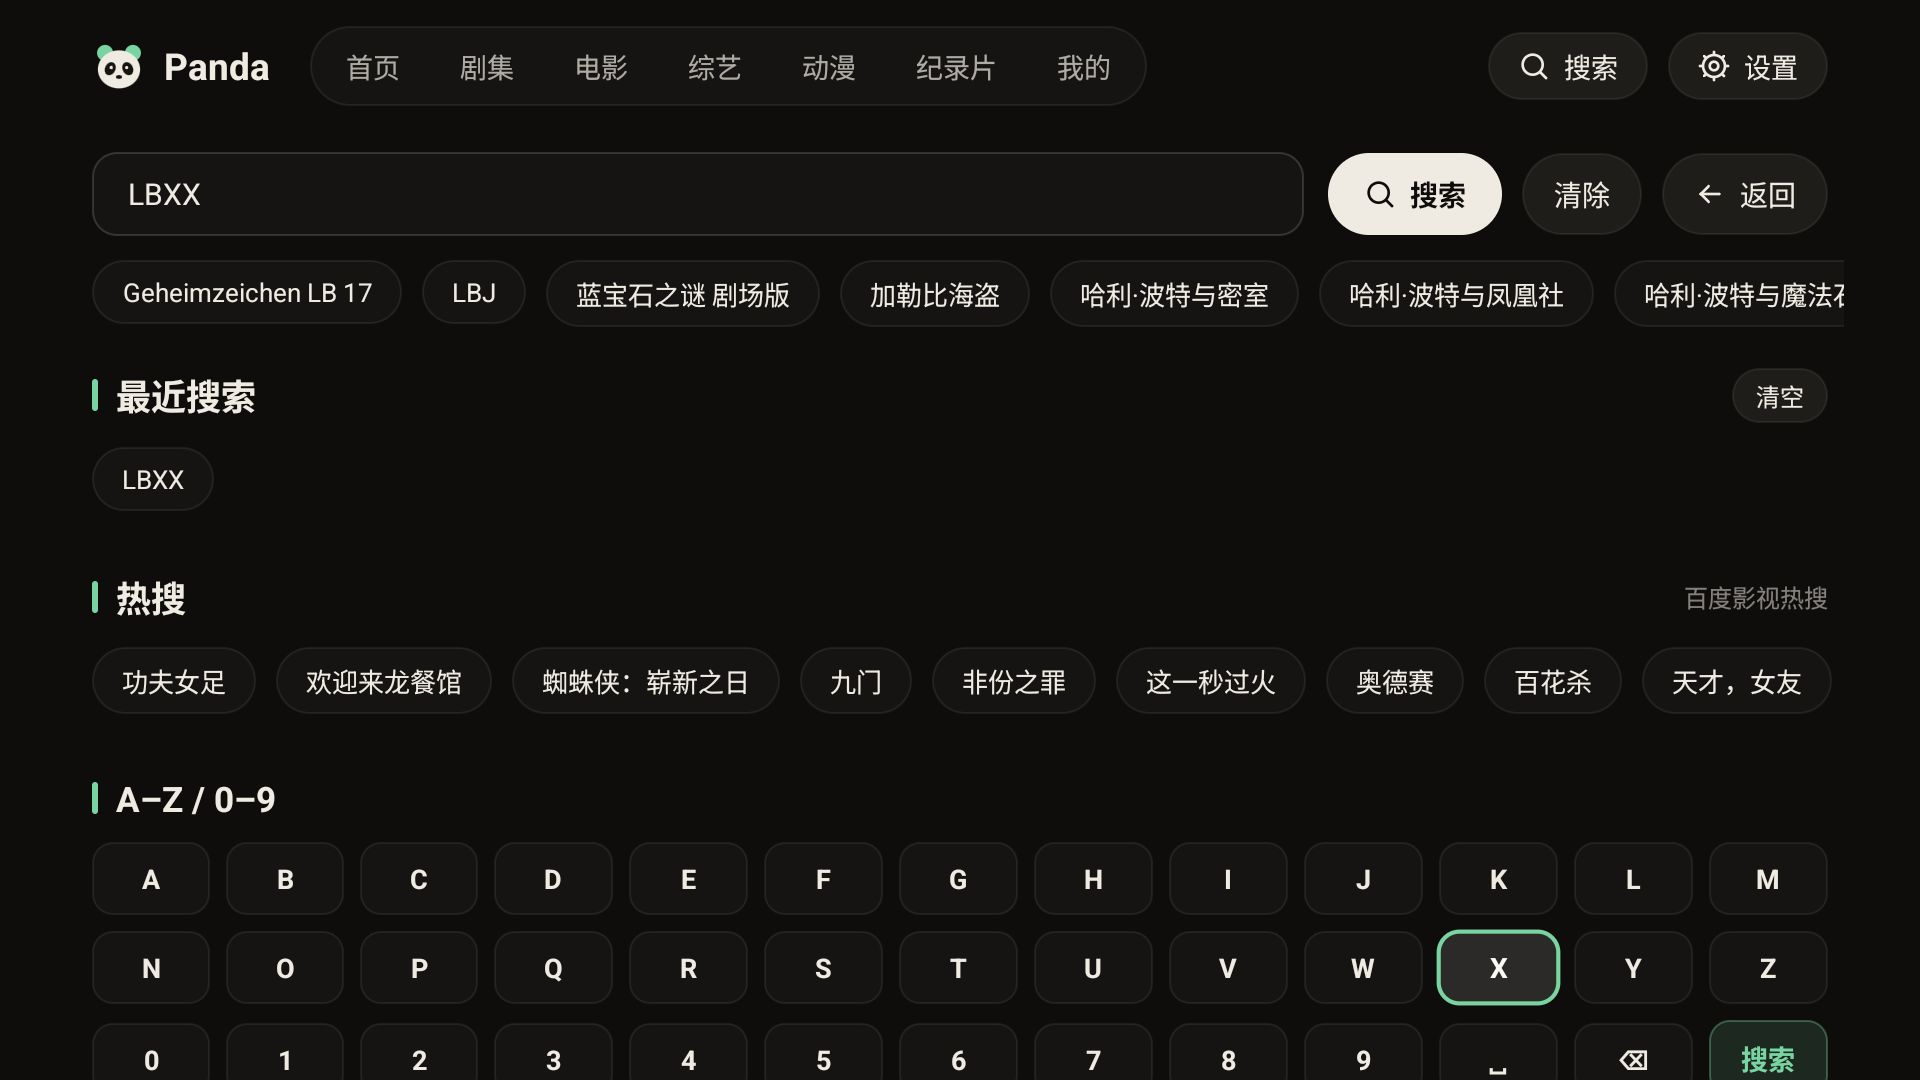 Panda 首页 剧集 电影 综艺 动漫 纪录片 我的 搜索 设置
LBXX 搜索 清除 返回
Geheimzeichen LB 17 LBJ 蓝宝石之谜 剧场版 加勒比海盗 哈利·波特与密室 哈利·波特与凤凰社 哈利·波特与魔法石
最近搜索 清空
LBXX
热搜 百度影视热搜
功夫女足 欢迎来龙餐馆 蜘蛛侠：崭新之日 九门 非份之罪 这一秒过火 奥德赛 百花杀 天才，女友
A–Z / 0–9
A B C D E F G H I J K L M
N O P Q R S T U V W X Y Z
0 1 2 3 4 5 6 7 8 9 ␣ ⌫ 搜索